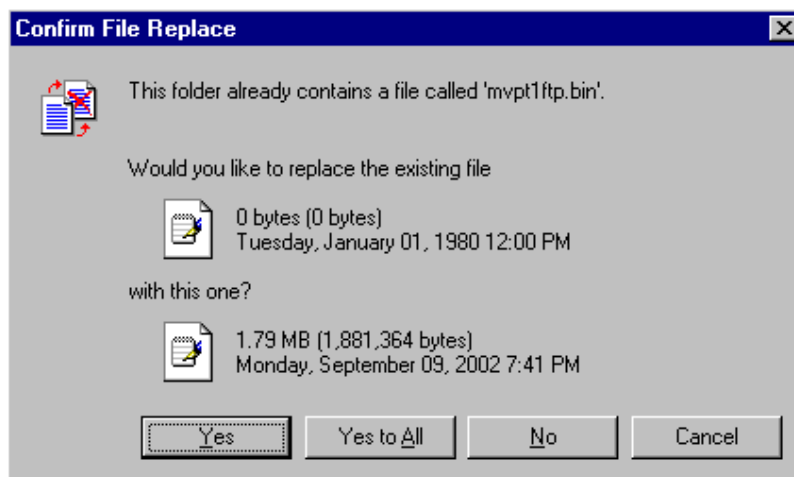 Confirm File Replace
This folder already contains a file called 'mvpt1ftp.bin'.
Would you like to replace the existing file
0 bytes (0 bytes)
Tuesday, January 01, 1980 12:00 PM
with this one?
1.79 MB (1,881,364 bytes)
Monday, September 09, 2002 7:41 PM
Yes
Yes to All
No
Cancel